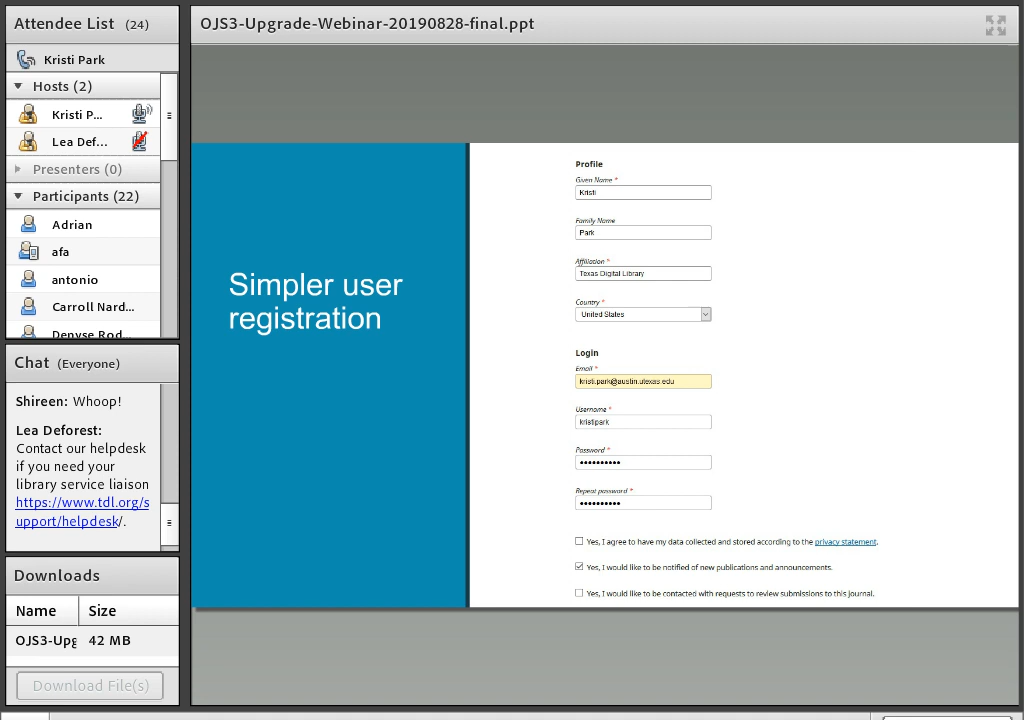 Attendee List (24)
Kristi Park
Hosts (2)
Kristi P...
Lea Def...
Presenters (0)
Participants (22)
Adrian
afa
antonio
Carroll Nard...
Denyse Rod...
Chat (Everyone)
Shireen: Whoop!
Lea Deforest:
Contact our helpdesk
if you need your
library service liaison
https://www.tdl.org/s
upport/helpdesk/.
Downloads
Name Size
OJS3-Upg 42 MB
Download File(s)
OJS3-Upgrade-Webinar-20190828-final.ppt
Simpler user
registration
Profile
Given Name *
Kristi
Family Name
Park
Affiliation *
Texas Digital Library
Country *
United States
Login
Email *
kristi.park@austin.utexas.edu
Username *
kristipark
Password *
Repeat password *
Yes, I agree to have my data collected and stored according to the privacy statement.
Yes, I would like to be notified of new publications and announcements.
Yes, I would like to be contacted with requests to review submissions to this journal.